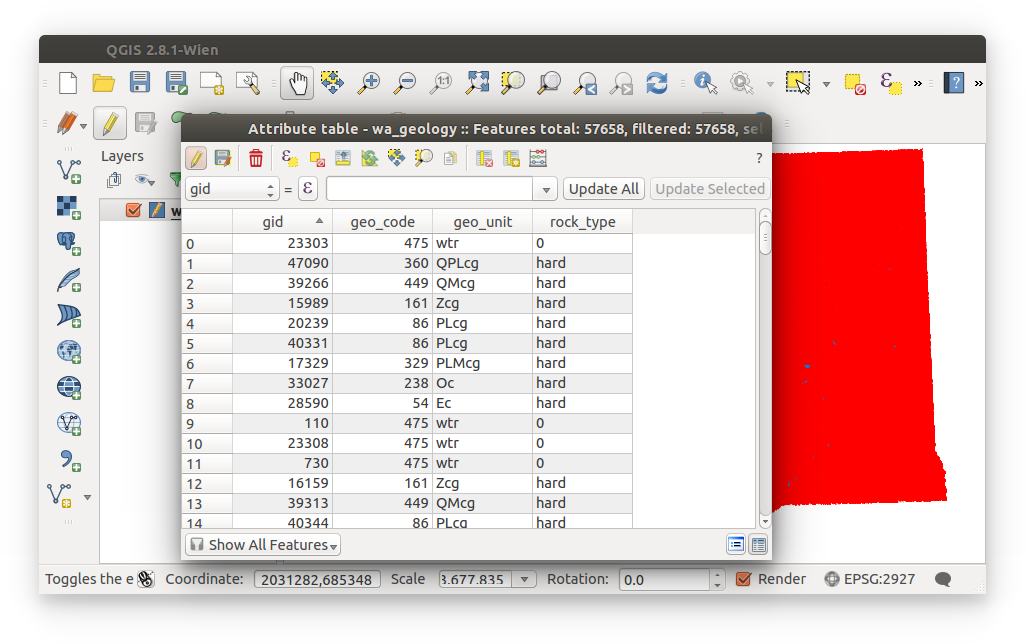 QGIS 2.8.1-Wien
1:1
»
»
Attribute table - wa_geology :: Features total: 57658, filtered: 57658, sel
?
Layers
w
gid = ε Update All Update Selected
gid geo_code geo_unit rock_type
0 23303 475 wtr 0
1 47090 360 QPLcg hard
2 39266 449 QMcg hard
3 15989 161 Zcg hard
4 20239 86 PLcg hard
5 40331 86 PLcg hard
6 17329 329 PLMcg hard
7 33027 238 Oc hard
8 28590 54 Ec hard
9 110 475 wtr 0
10 23308 475 wtr 0
11 730 475 wtr 0
12 16159 161 Zcg hard
13 39313 449 QMcg hard
14 40344 86 PLcg hard
Show All Features
Toggles the e Coordinate: 2031282,685348 Scale 3.677.835 Rotation: 0.0 Render EPSG:2927